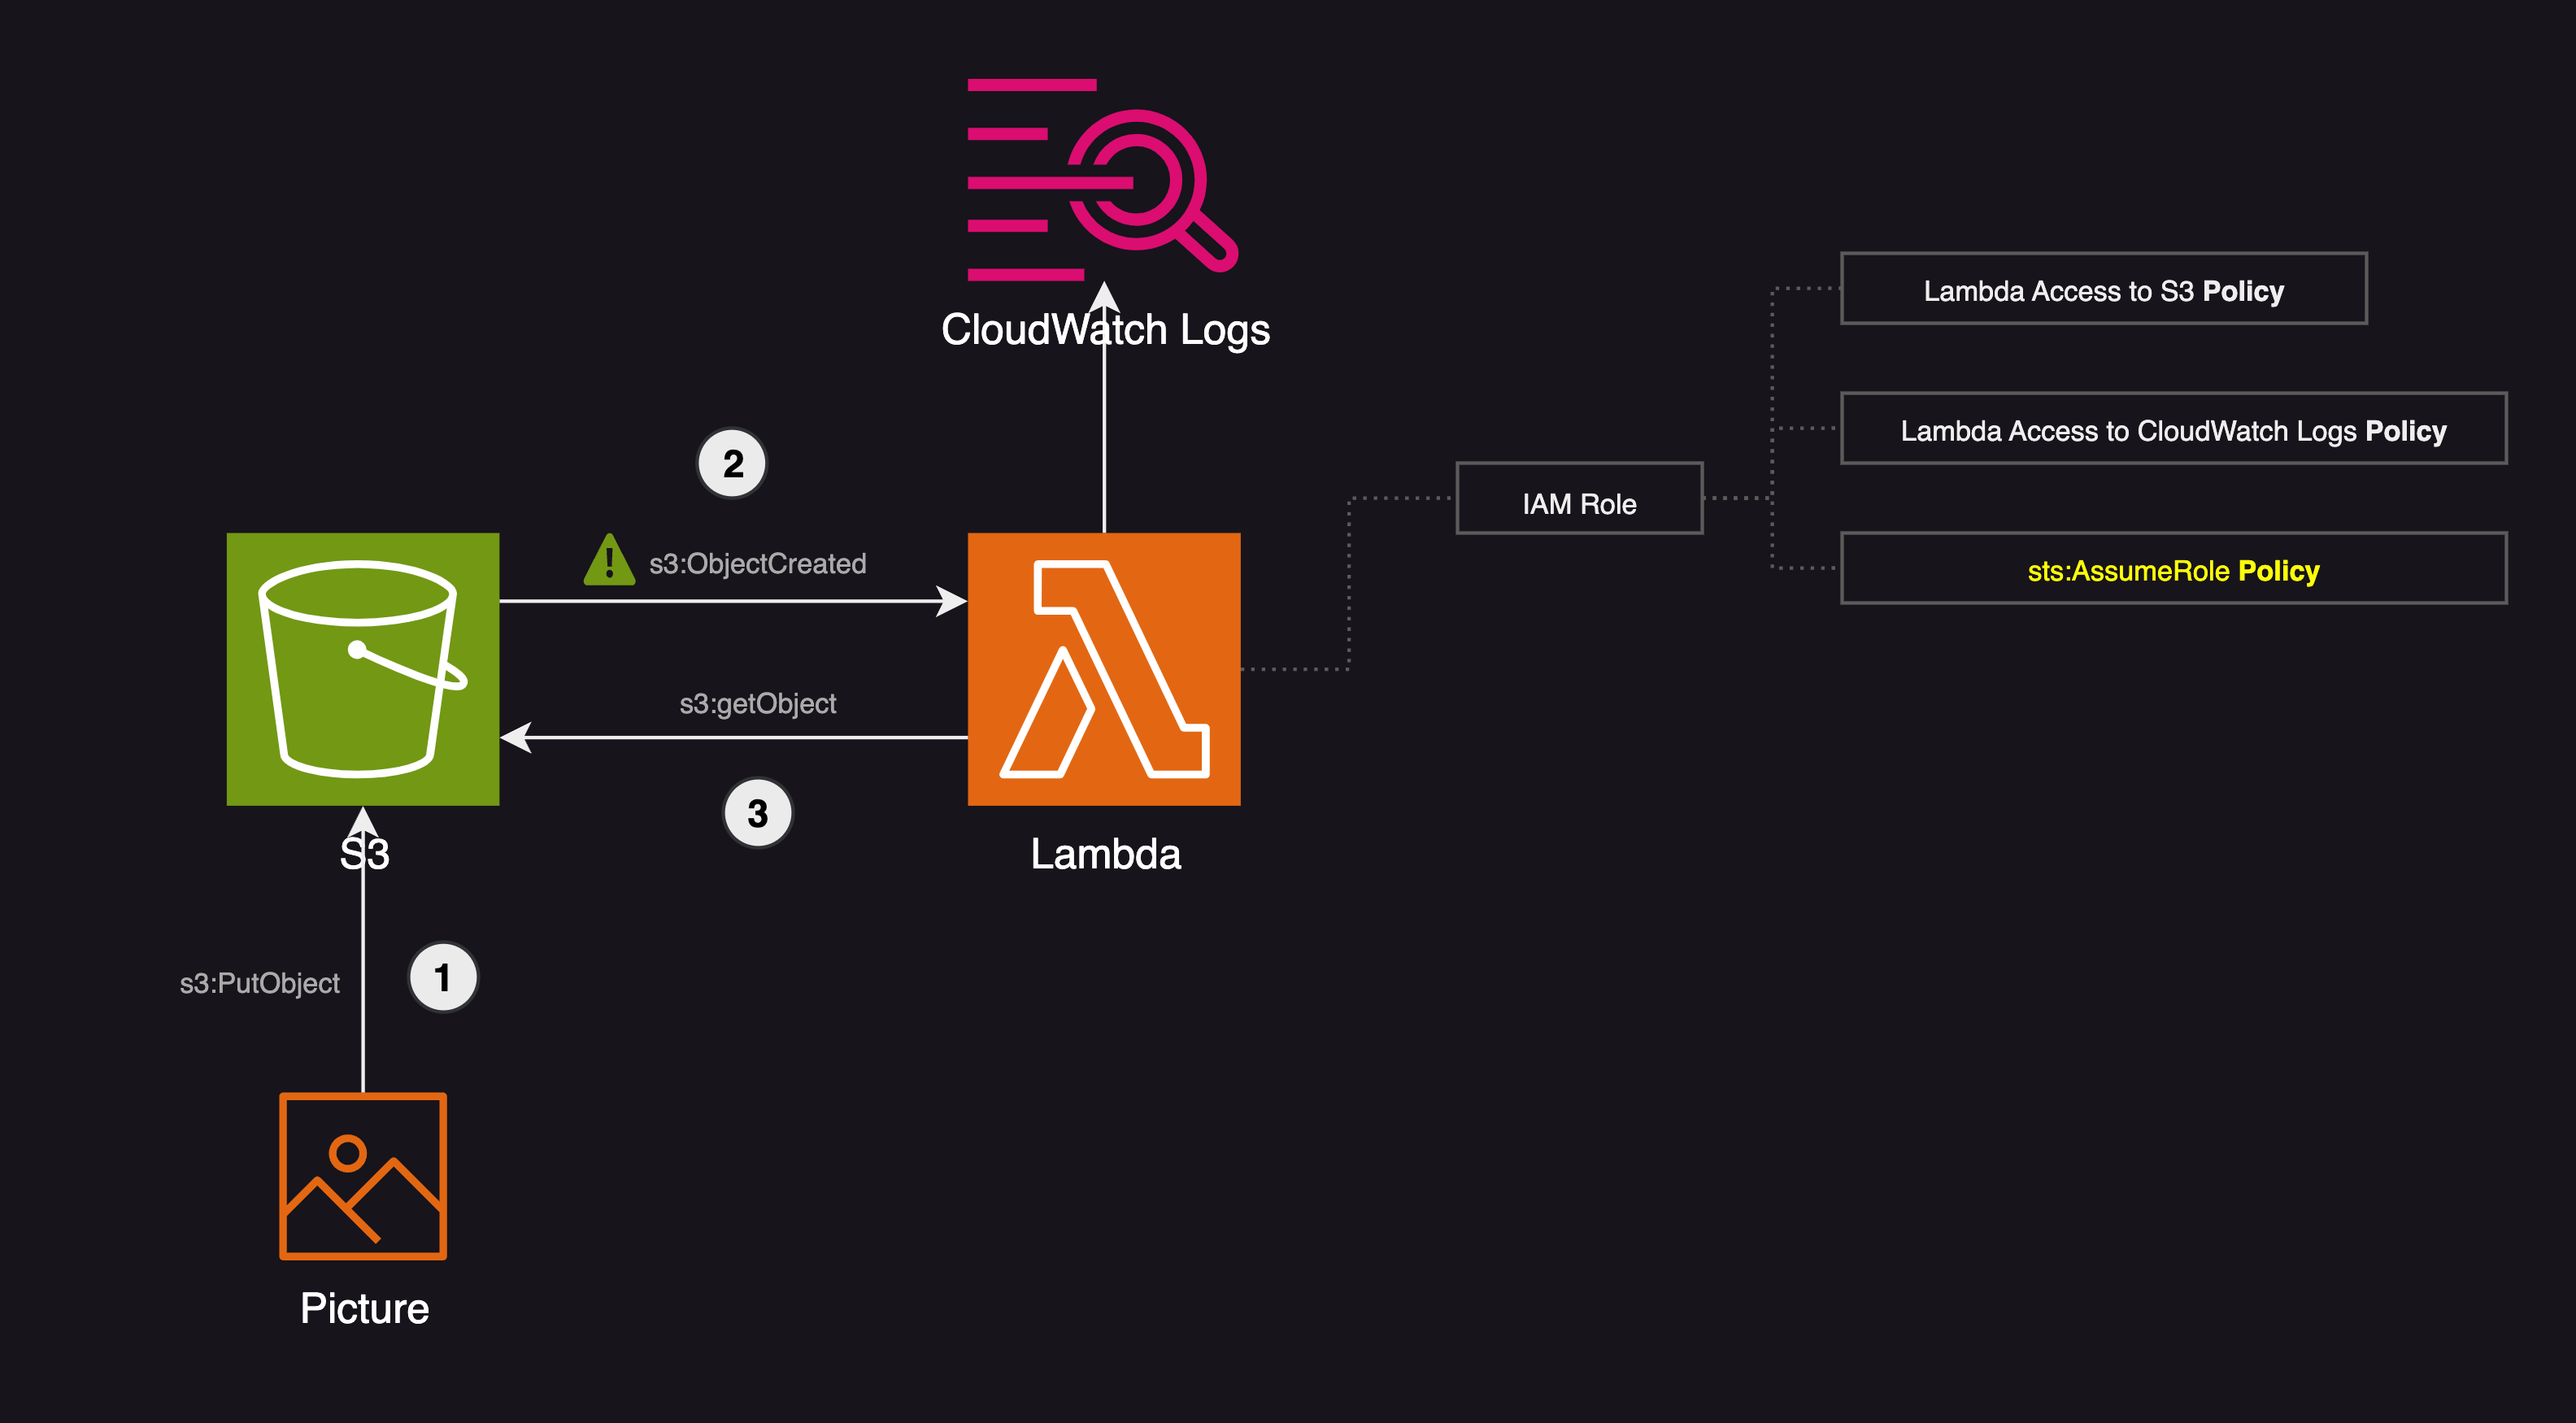 CloudWatch Logs
Lambda Access to S3 Policy
Lambda Access to CloudWatch Logs Policy
2
IAM Role
s3:ObjectCreated
sts:AssumeRole Policy
s3:getObject
3
S3
Lambda
s3:PutObject
1
Picture